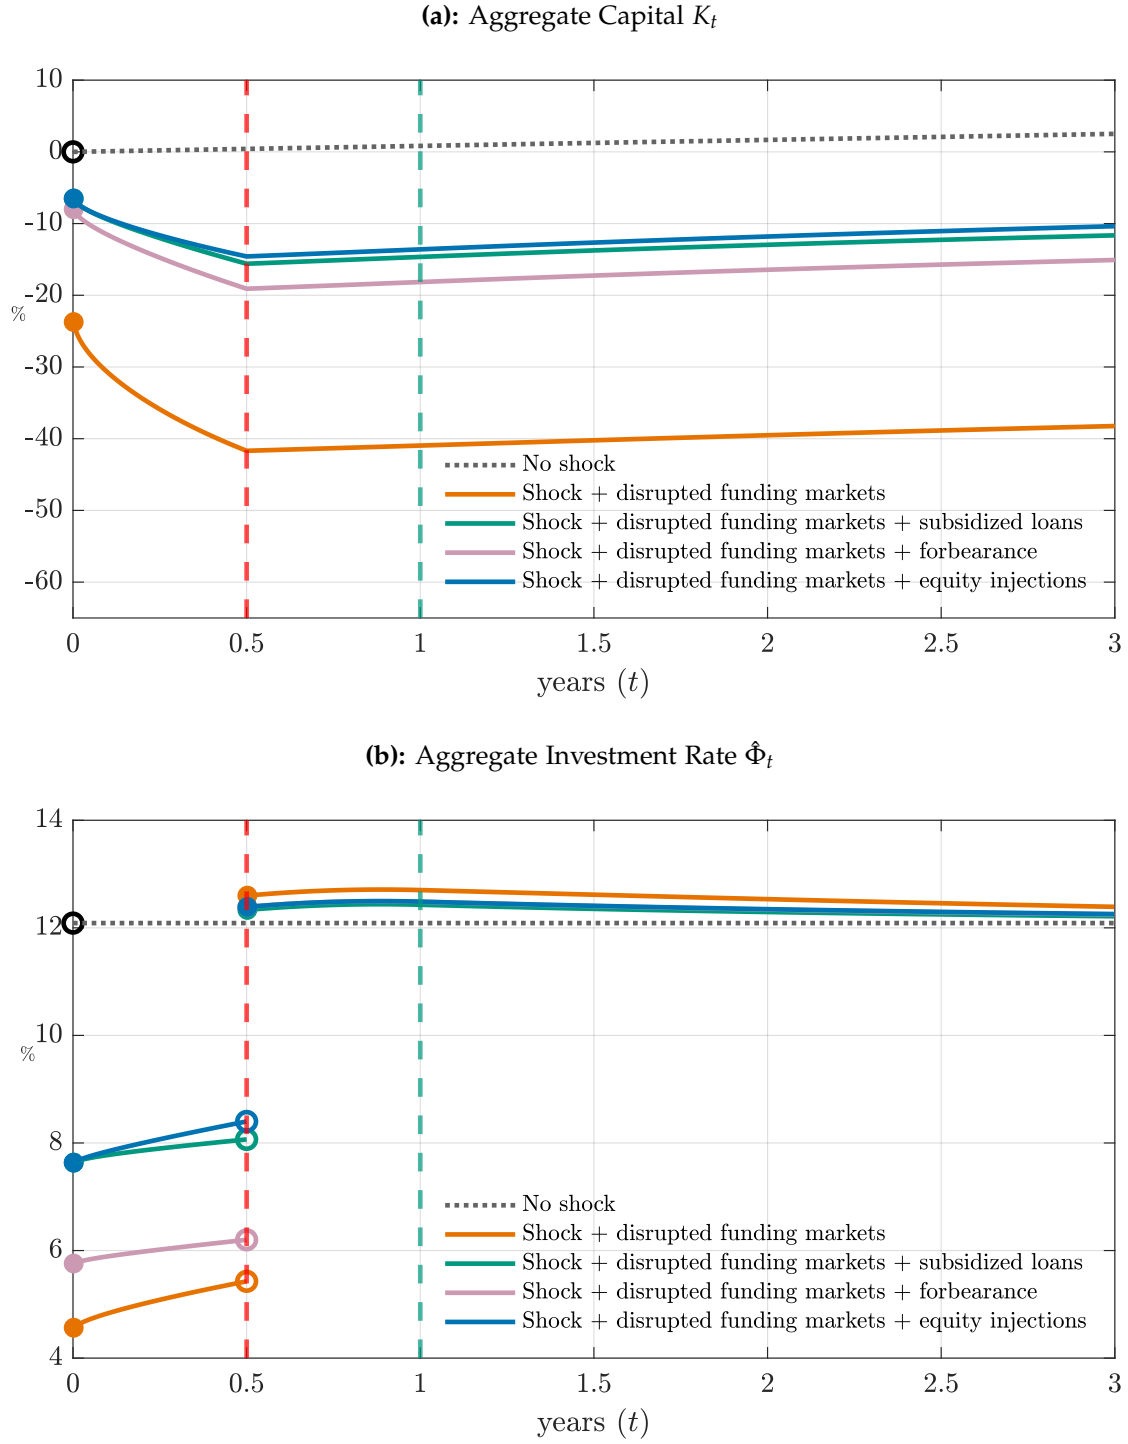 (a): Aggregate Capital Kₜ
10
0
-10
-20
%
-30
-40
-50
-60
No shock
Shock + disrupted funding markets
Shock + disrupted funding markets + subsidized loans
Shock + disrupted funding markets + forbearance
Shock + disrupted funding markets + equity injections
0 0.5 1 1.5 2 2.5 3
years (t)
(b): Aggregate Investment Rate Φ̂ₜ
14
12
10
%
8
6
4
No shock
Shock + disrupted funding markets
Shock + disrupted funding markets + subsidized loans
Shock + disrupted funding markets + forbearance
Shock + disrupted funding markets + equity injections
0 0.5 1 1.5 2 2.5 3
years (t)